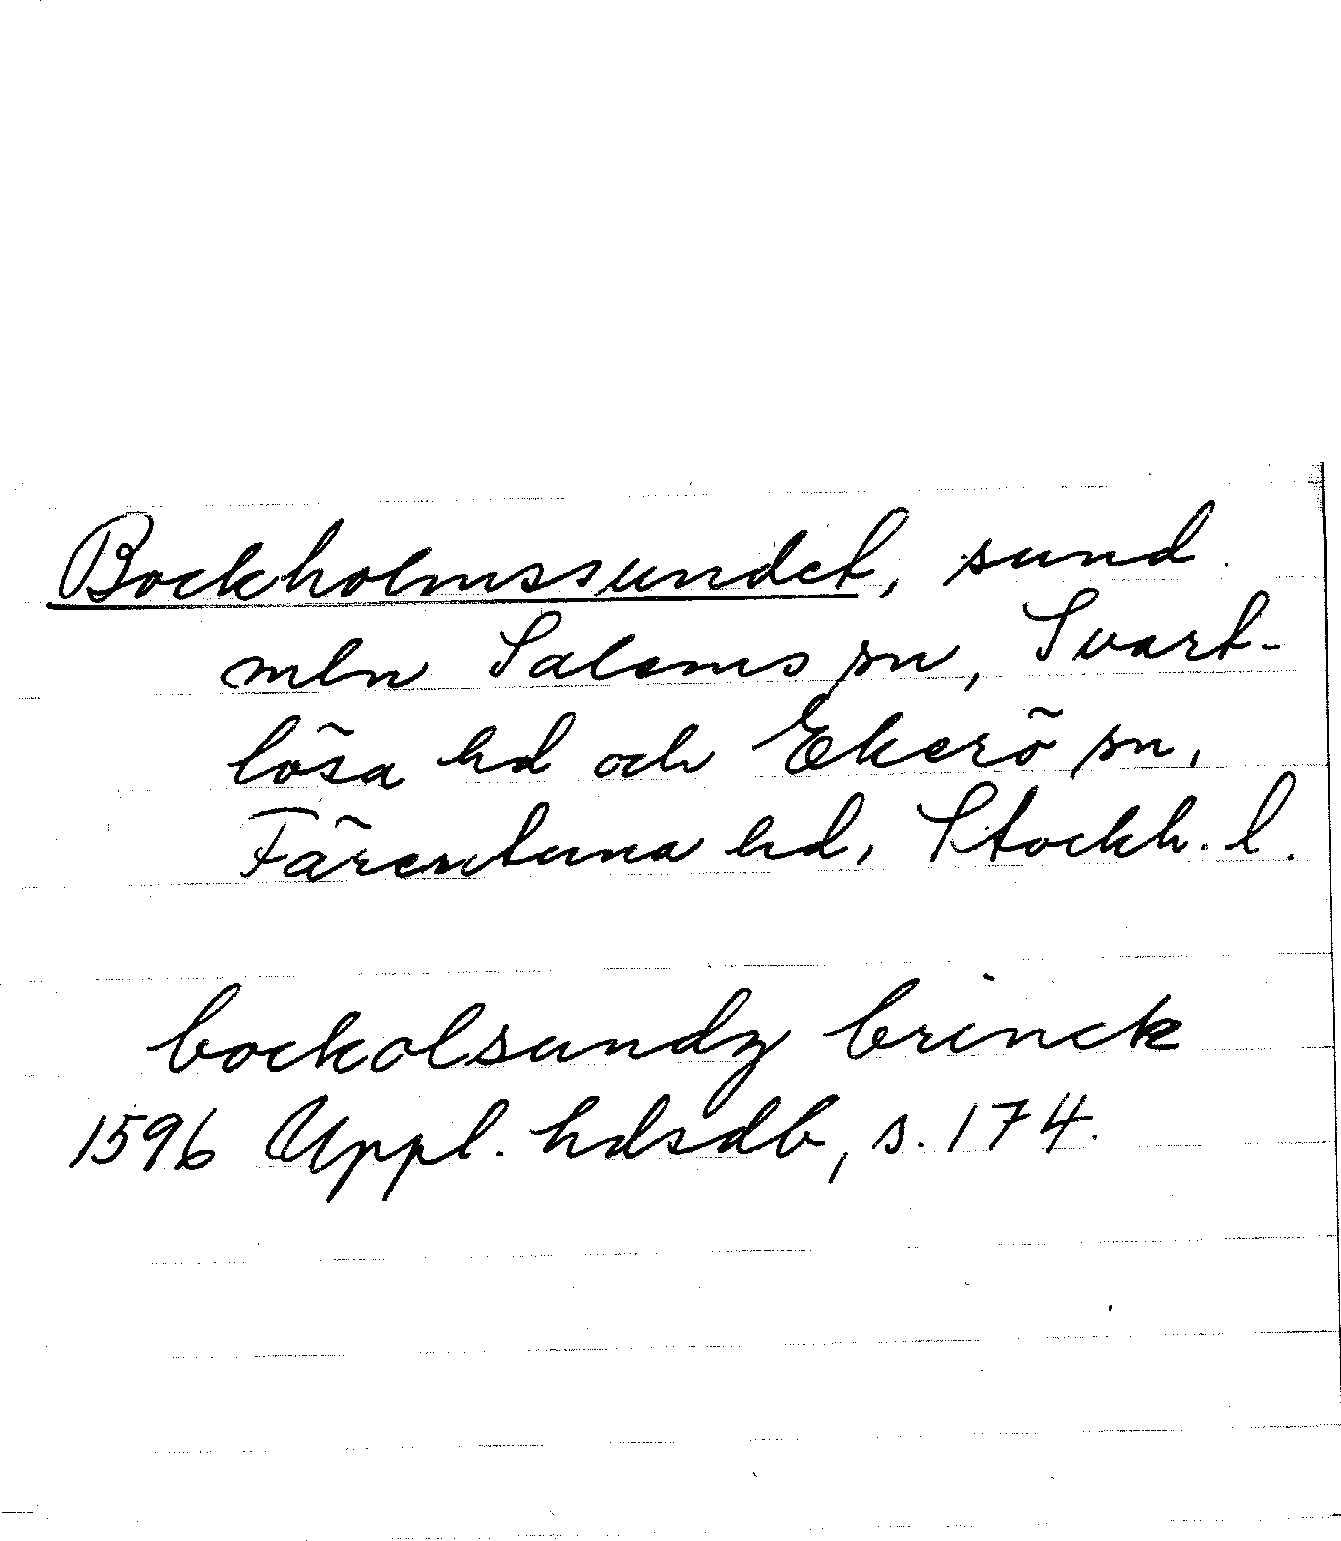 Bockholmssundet, sund
mln Salems sn, Svart-
lösa hd och Ekerö sn,
Färentuna hd, Stockh. l.
bockolsundz brinck
1596 Uppl. hdsdb, s. 174.